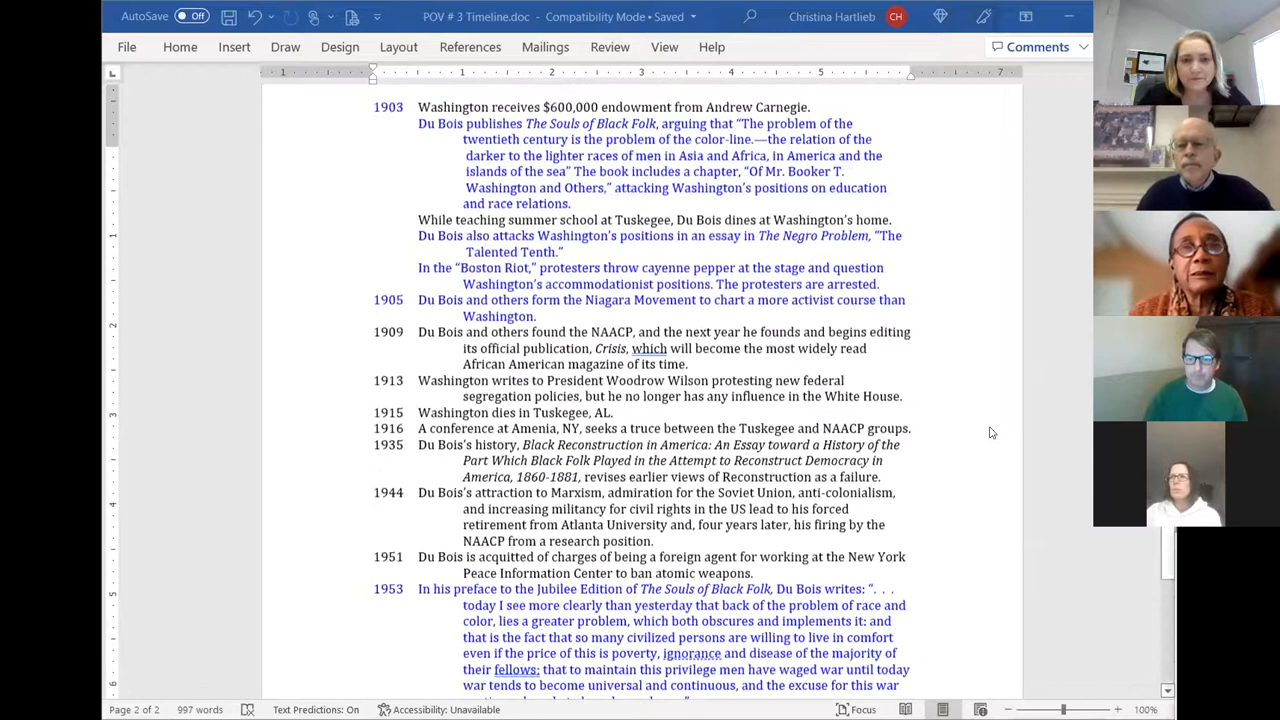 AutoSave Off POV # 3 Timeline.doc - Compatibility Mode • Saved Christina Hartlieb CH
File Home Insert Draw Design Layout References Mailings Review View Help Comments
1 1 2 3 4 5 7
1903 Washington receives $600,000 endowment from Andrew Carnegie.
Du Bois publishes The Souls of Black Folk, arguing that “The problem of the
twentieth century is the problem of the color-line.—the relation of the
darker to the lighter races of men in Asia and Africa, in America and the
islands of the sea” The book includes a chapter, “Of Mr. Booker T.
Washington and Others,” attacking Washington’s positions on education
and race relations.
While teaching summer school at Tuskegee, Du Bois dines at Washington’s home.
Du Bois also attacks Washington’s positions in an essay in The Negro Problem, “The
Talented Tenth.”
In the “Boston Riot,” protesters throw cayenne pepper at the stage and question
Washington’s accommodationist positions. The protesters are arrested.
1905 Du Bois and others form the Niagara Movement to chart a more activist course than
Washington.
1909 Du Bois and others found the NAACP, and the next year he founds and begins editing
its official publication, Crisis, which will become the most widely read
African American magazine of its time.
1913 Washington writes to President Woodrow Wilson protesting new federal
segregation policies, but he no longer has any influence in the White House.
1915 Washington dies in Tuskegee, AL.
1916 A conference at Amenia, NY, seeks a truce between the Tuskegee and NAACP groups.
1935 Du Bois’s history, Black Reconstruction in America: An Essay toward a History of the
Part Which Black Folk Played in the Attempt to Reconstruct Democracy in
America, 1860-1881, revises earlier views of Reconstruction as a failure.
1944 Du Bois’s attraction to Marxism, admiration for the Soviet Union, anti-colonialism,
and increasing militancy for civil rights in the US lead to his forced
retirement from Atlanta University and, four years later, his firing by the
NAACP from a research position.
1951 Du Bois is acquitted of charges of being a foreign agent for working at the New York
Peace Information Center to ban atomic weapons.
1953 In his preface to the Jubilee Edition of The Souls of Black Folk, Du Bois writes: “. . .
today I see more clearly than yesterday that back of the problem of race and
color, lies a greater problem, which both obscures and implements it: and
that is the fact that so many civilized persons are willing to live in comfort
even if the price of this is poverty, ignorance and disease of the majority of
their fellows; that to maintain this privilege men have waged war until today
war tends to become universal and continuous, and the excuse for this war
Page 2 of 2 997 words Text Predictions: On Accessibility: Unavailable Focus 100%